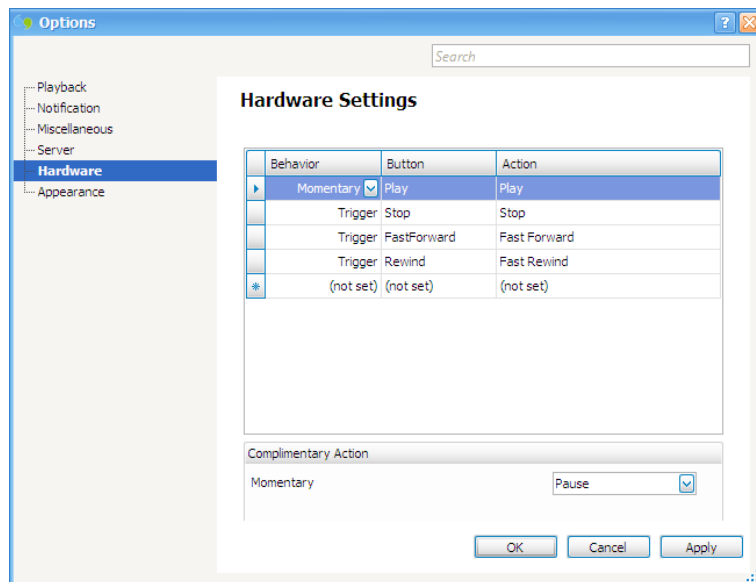 Options
Search
Playback
Notification
Miscellaneous
Server
Hardware
Appearance
Hardware Settings
Behavior Button Action
Momentary Play Play
Trigger Stop Stop
Trigger FastForward Fast Forward
Trigger Rewind Fast Rewind
(not set) (not set) (not set)
Complimentary Action
Momentary Pause
OK Cancel Apply